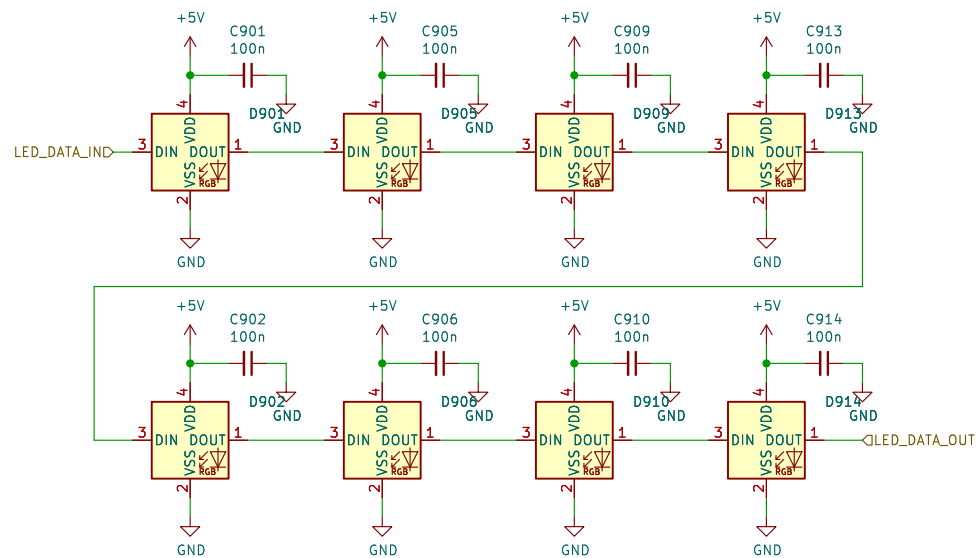 +5V +5V +5V +5V
C901 C905 C909 C913
100n 100n 100n 100n
4 4 4 4
D901 D905 D909 D913
GND GND GND GND
VDD VDD VDD VDD
LED_DATA_IN 3 DIN DOUT 1 3 DIN DOUT 1 3 DIN DOUT 1 3 DIN DOUT 1
VSS VSS VSS VSS
RGB RGB RGB RGB
2 2 2 2
GND GND GND GND
+5V +5V +5V +5V
C902 C906 C910 C914
100n 100n 100n 100n
4 4 4 4
D902 D906 D910 D914
GND GND GND GND
VDD VDD VDD VDD
3 DIN DOUT 1 3 DIN DOUT 1 3 DIN DOUT 1 3 DIN DOUT 1 LED_DATA_OUT
VSS VSS VSS VSS
RGB RGB RGB RGB
2 2 2 2
GND GND GND GND